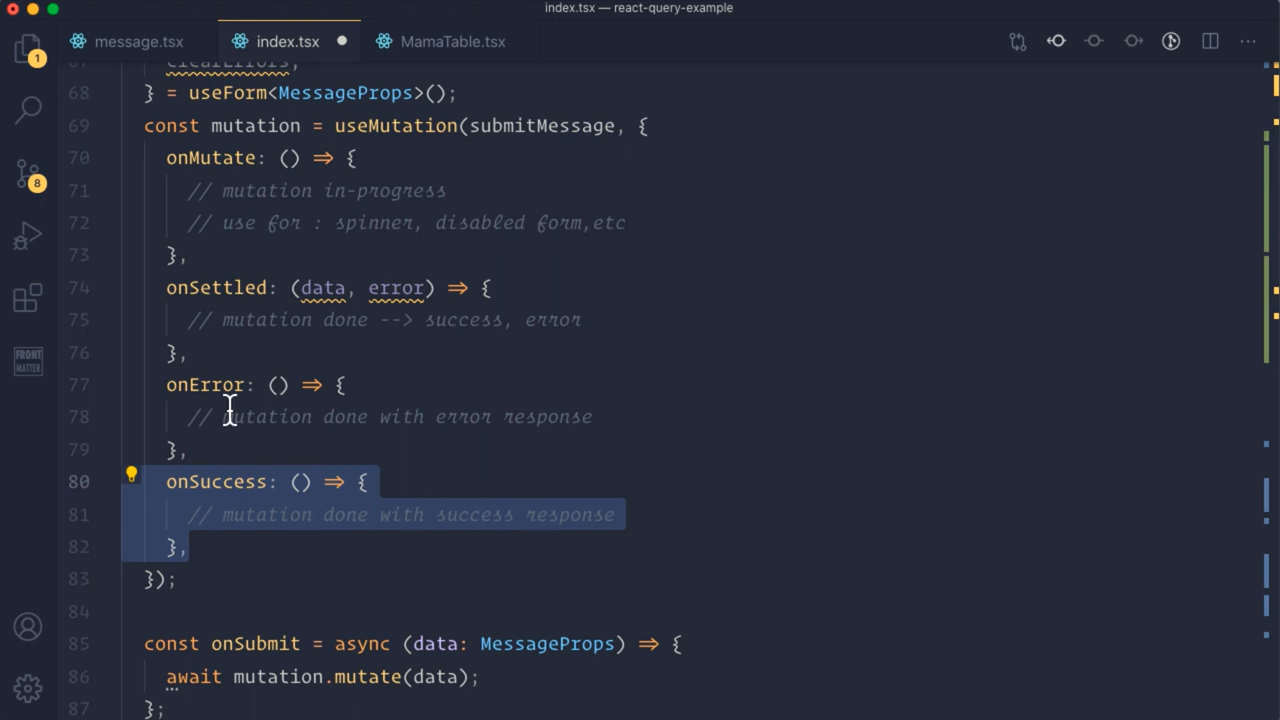 index.tsx — react-query-example
message.tsx
index.tsx
MamaTable.tsx
1
8
FRONT
MATTER
67 clearErrors,
68 } = useForm<MessageProps>();
69 const mutation = useMutation(submitMessage, {
70 onMutate: () => {
71 // mutation in-progress
72 // use for : spinner, disabled form,etc
73 },
74 onSettled: (data, error) => {
75 // mutation done --> success, error
76 },
77 onError: () => {
78 // mutation done with error response
79 },
80 onSuccess: () => {
81 // mutation done with success response
82 },
83 });
84
85 const onSubmit = async (data: MessageProps) => {
86 await mutation.mutate(data);
87 };